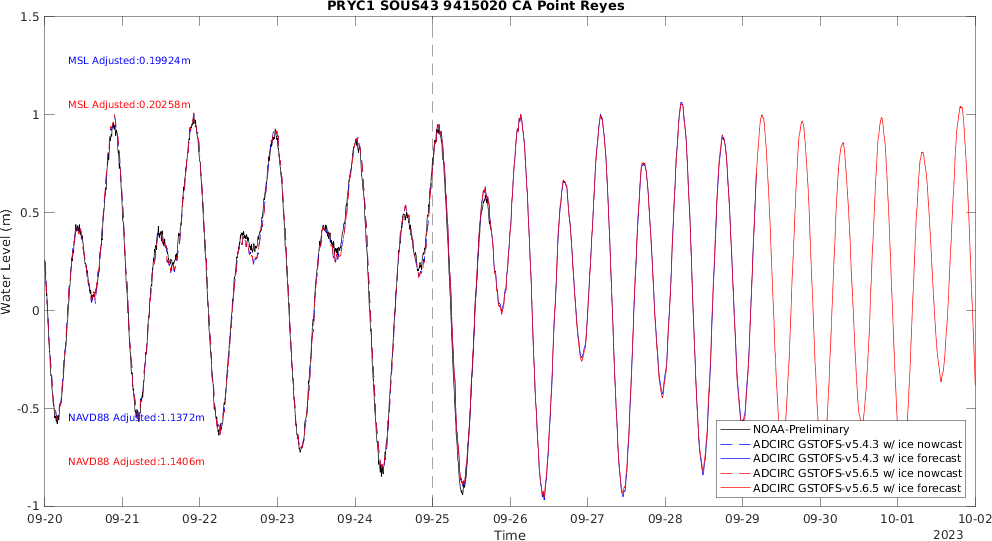 PRYC1 SOUS43 9415020 CA Point Reyes
1.5
1
0.5
0
-0.5
-1
Water Level (m)
MSL Adjusted:0.19924m
MSL Adjusted:0.20258m
NAVD88 Adjusted:1.1372m
NAVD88 Adjusted:1.1406m
NOAA-Preliminary
ADCIRC GSTOFS-v5.4.3 w/ ice nowcast
ADCIRC GSTOFS-v5.4.3 w/ ice forecast
ADCIRC GSTOFS-v5.6.5 w/ ice nowcast
ADCIRC GSTOFS-v5.6.5 w/ ice forecast
09-20 09-21 09-22 09-23 09-24 09-25 09-26 09-27 09-28 09-29 09-30 10-01 10-02
Time
2023